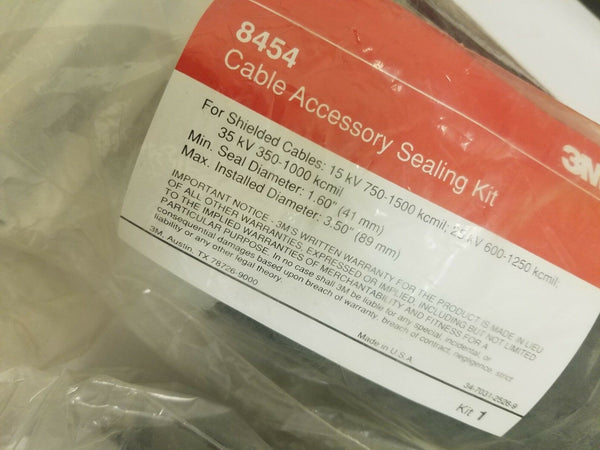 8454
Cable Accessory Sealing Kit
3M
For Shielded Cables: 15 kV 750-1500 kcmil; 25 kV 600-1250 kcmil:
35 kV 350-1000 kcmil
Min. Seal Diameter: 1.60" (41 mm)
Max. Installed Diameter: 3.50" (89 mm)
IMPORTANT NOTICE - 3M'S WRITTEN WARRANTY FOR THE PRODUCT IS MADE IN LIEU
OF ALL OTHER WARRANTIES, EXPRESSED OR IMPLIED, INCLUDING BUT NOT LIMITED
TO THE IMPLIED WARRANTIES OF MERCHANTABILITY AND FITNESS FOR A
PARTICULAR PURPOSE. In no case shall 3M be liable for any special, incidental, or
consequential damages based upon breach of warranty, breach of contract, negligence, strict
liability or any other legal theory.
3M, Austin, TX 78726-9000
Made in U.S.A.
34-7031-2526-9
Kit 1